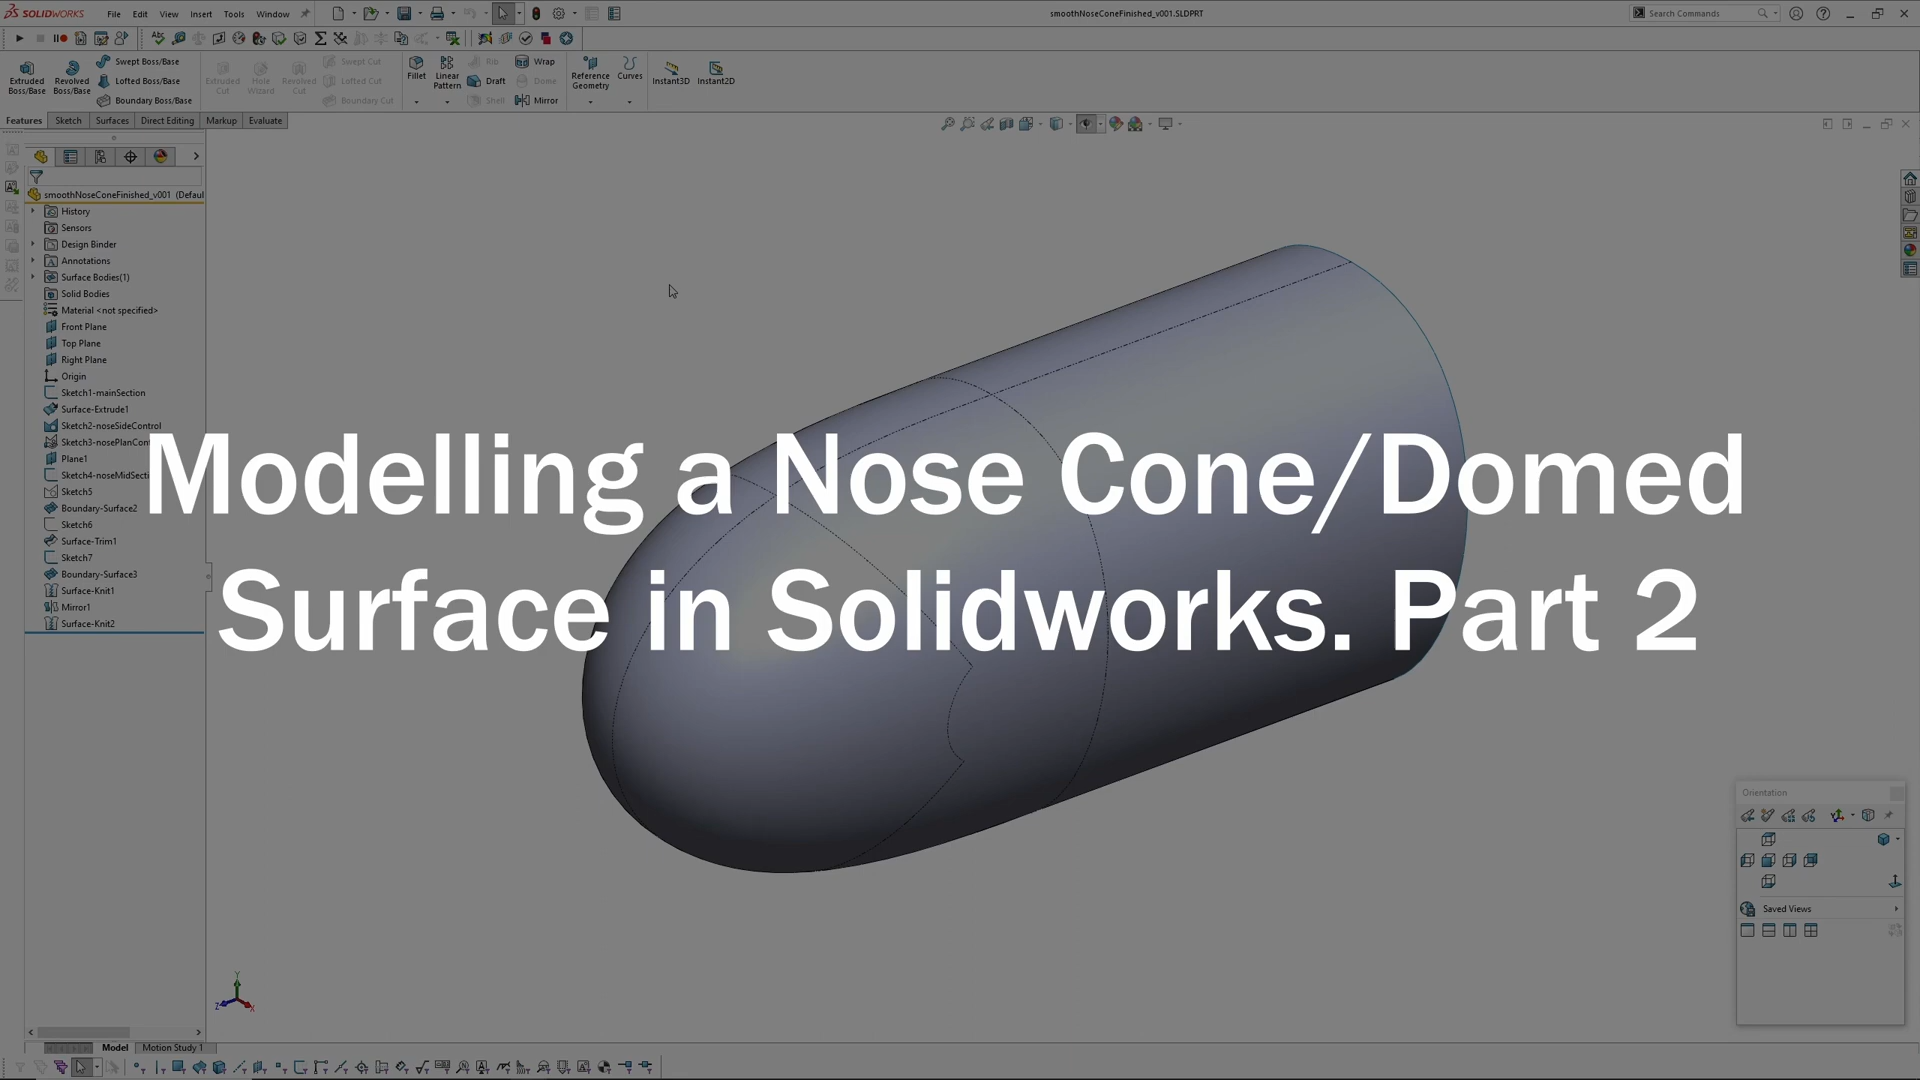 SOLIDWORKS File Edit View Insert Tools Window
smoothNoseConeFinished_v001.SLDPRT
Search Commands
Extruded Boss/Base
Revolved Boss/Base
Swept Boss/Base
Lofted Boss/Base
Boundary Boss/Base
Extruded Cut
Hole Wizard
Revolved Cut
Swept Cut
Lofted Cut
Boundary Cut
Fillet
Linear Pattern
Rib
Draft
Shell
Wrap
Dome
Mirror
Reference Geometry
Curves
Instant3D
Instant2D
Features Sketch Surfaces Direct Editing Markup Evaluate
smoothNoseConeFinished_v001 (Defaul
History
Sensors
Design Binder
Annotations
Surface Bodies(1)
Solid Bodies
Material <not specified>
Front Plane
Top Plane
Right Plane
Origin
Sketch1-mainSection
Surface-Extrude1
Sketch2-noseSideControl
Sketch3-nosePlanCont
Plane1
Sketch4-noseMidSecti
Sketch5
Boundary-Surface2
Sketch6
Surface-Trim1
Sketch7
Boundary-Surface3
Surface-Knit1
Mirror1
Surface-Knit2
Modelling a Nose Cone/Domed
Surface in Solidworks. Part 2
Orientation
Saved Views
Y
Z
X
Model Motion Study 1